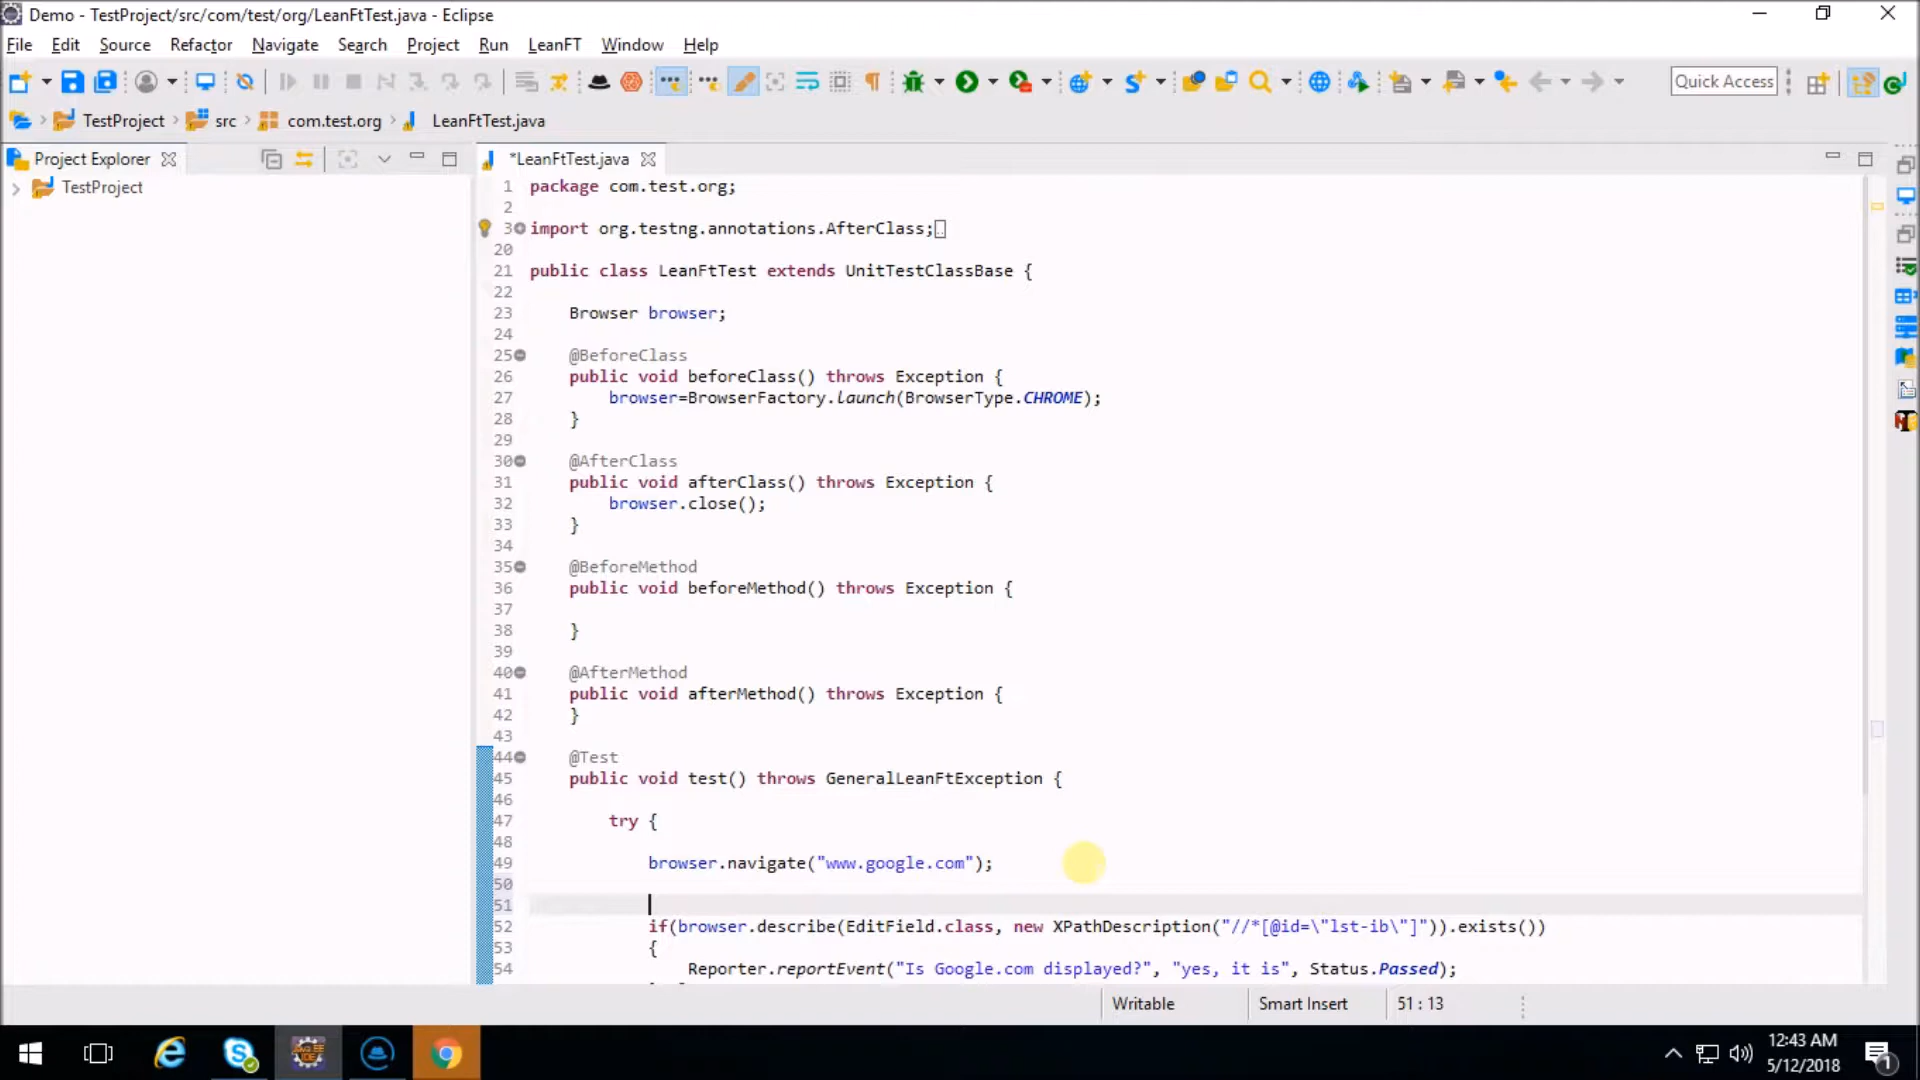 Demo - TestProject/src/com/test/org/LeanFtTest.java - Eclipse
File Edit Source Refactor Navigate Search Project Run LeanFT Window Help
Quick Access
TestProject src com.test.org LeanFtTest.java
Project Explorer
TestProject
*LeanFtTest.java
1 package com.test.org;
2
3 import org.testng.annotations.AfterClass;
20
21 public class LeanFtTest extends UnitTestClassBase {
22
23 Browser browser;
24
25 @BeforeClass
26 public void beforeClass() throws Exception {
27 browser=BrowserFactory.launch(BrowserType.CHROME);
28 }
29
30 @AfterClass
31 public void afterClass() throws Exception {
32 browser.close();
33 }
34
35 @BeforeMethod
36 public void beforeMethod() throws Exception {
37
38 }
39
40 @AfterMethod
41 public void afterMethod() throws Exception {
42 }
43
44 @Test
45 public void test() throws GeneralLeanFtException {
46
47 try {
48
49 browser.navigate("www.google.com");
50
51
52 if(browser.describe(EditField.class, new XPathDescription("//*[@id=\"lst-ib\"]")).exists())
53 {
54 Reporter.reportEvent("Is Google.com displayed?", "yes, it is", Status.Passed);
Writable Smart Insert 51 : 13
12:43 AM
5/12/2018
1